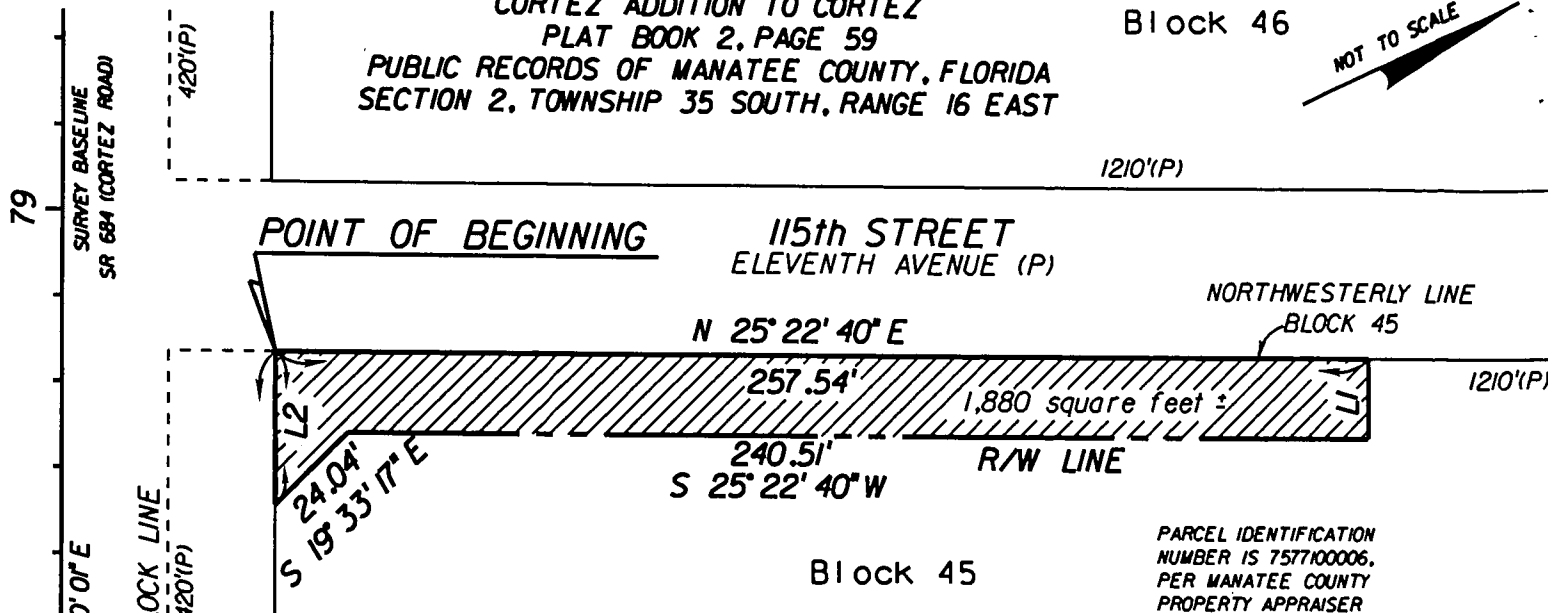 CORTEZ ADDITION TO CORTEZ
PLAT BOOK 2, PAGE 59
PUBLIC RECORDS OF MANATEE COUNTY, FLORIDA
SECTION 2, TOWNSHIP 35 SOUTH, RANGE 16 EAST
Block 46
NOT TO SCALE
420'(P)
SURVEY BASELINE
SR 684 (CORTEZ ROAD)
79
1210'(P)
POINT OF BEGINNING
115th STREET
ELEVENTH AVENUE (P)
NORTHWESTERLY LINE
BLOCK 45
N 25° 22' 40" E
257.54'
1,880 square feet ±
L1
1210'(P)
L2
24.04'
S 19° 33' 17" E
240.51'
S 25° 22' 40" W
R/W LINE
Block 45
PARCEL IDENTIFICATION
NUMBER IS 7577100006,
PER MANATEE COUNTY
PROPERTY APPRAISER
0' 01" E
LOCK LINE
420'(P)